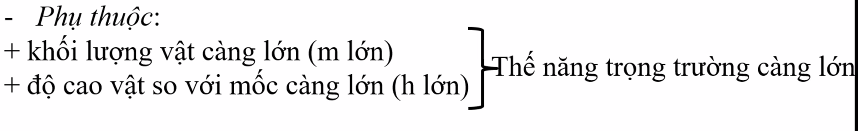 - Phụ thuộc:
+ khối lượng vật càng lớn (m lớn)
+ độ cao vật so với mốc càng lớn (h lớn)
Thế năng trọng trường càng lớn